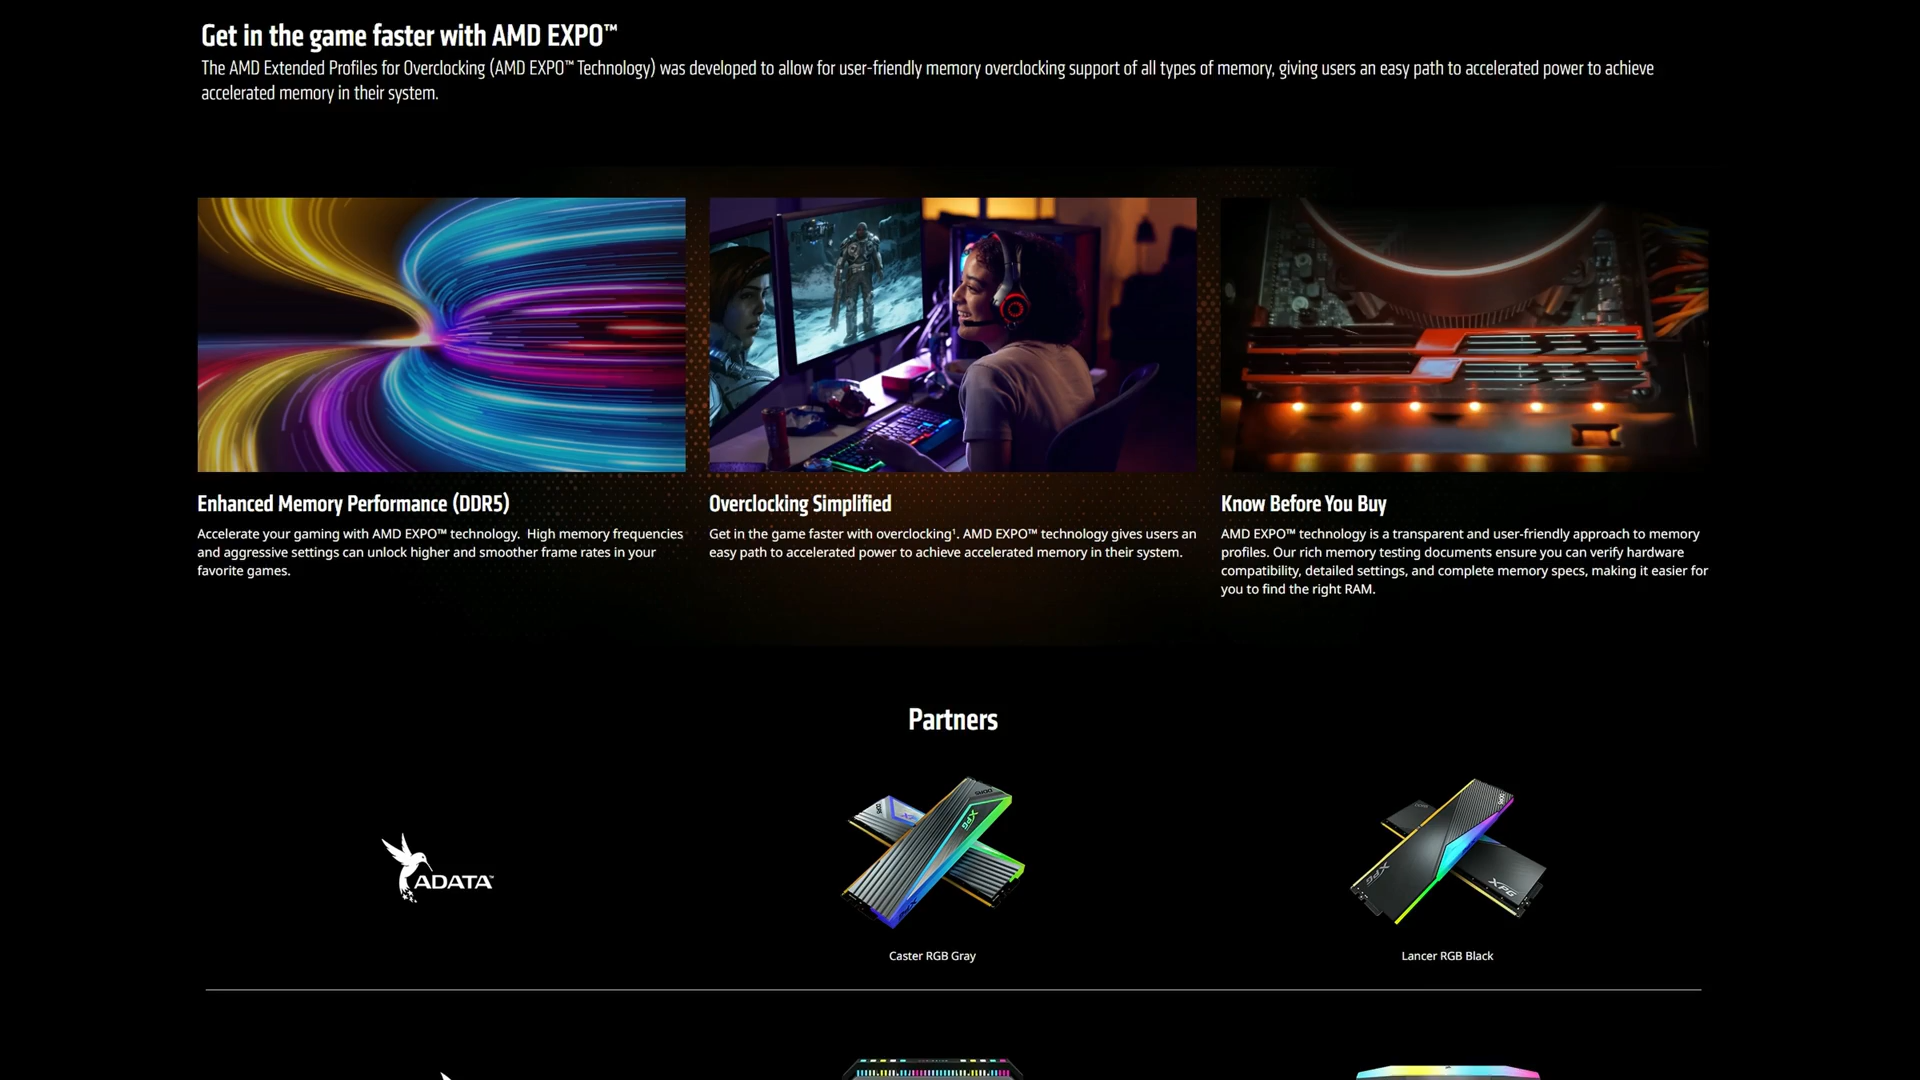 Get in the game faster with AMD EXPO™
The AMD Extended Profiles for Overclocking (AMD EXPO™ Technology) was developed to allow for user-friendly memory overclocking support of all types of memory, giving users an easy path to accelerated power to achieve
accelerated memory in their system.
Enhanced Memory Performance (DDR5)
Accelerate your gaming with AMD EXPO™ technology.  High memory frequencies
and aggressive settings can unlock higher and smoother frame rates in your
favorite games.
Overclocking Simplified
Get in the game faster with overclocking¹. AMD EXPO™ technology gives users an
easy path to accelerated power to achieve accelerated memory in their system.
Know Before You Buy
AMD EXPO™ technology is a transparent and user-friendly approach to memory
profiles. Our rich memory testing documents ensure you can verify hardware
compatibility, detailed settings, and complete memory specs, making it easier for
you to find the right RAM.
Partners
ADATA™
DDR5
XPG
DDR5
XPG
XPG
Caster RGB Gray
Lancer RGB Black